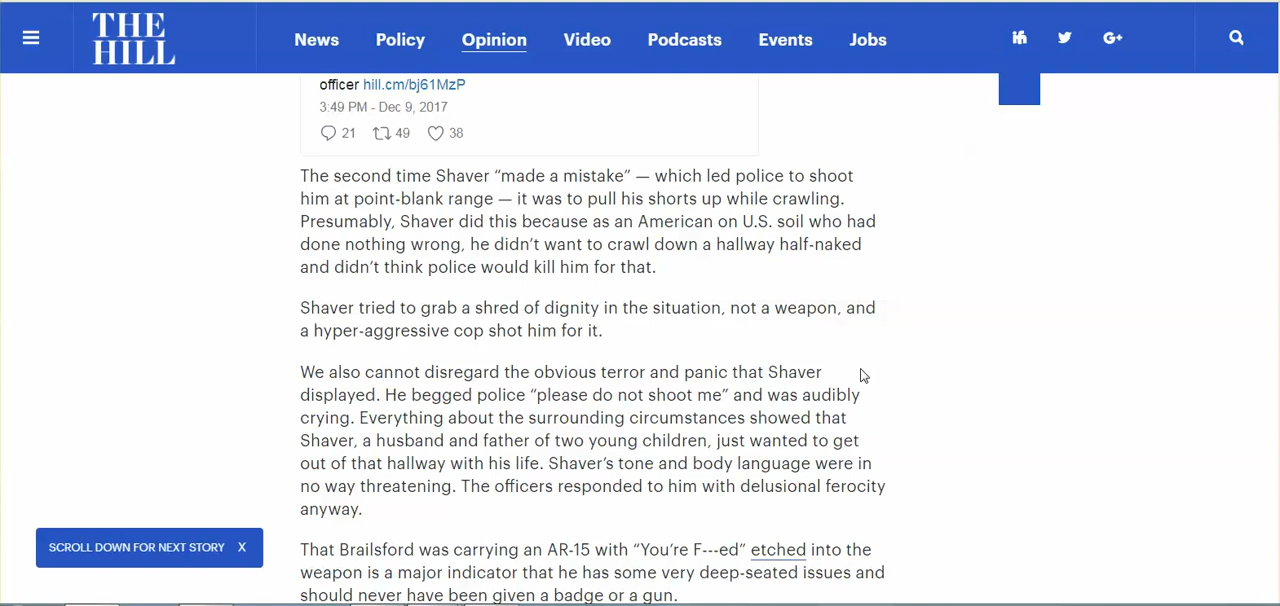 THE
HILL
News Policy Opinion Video Podcasts Events Jobs
G+
officer hill.cm/bj61MzP
3:49 PM - Dec 9, 2017
21 49 38
The second time Shaver “made a mistake” — which led police to shoot
him at point-blank range — it was to pull his shorts up while crawling.
Presumably, Shaver did this because as an American on U.S. soil who had
done nothing wrong, he didn’t want to crawl down a hallway half-naked
and didn’t think police would kill him for that.
Shaver tried to grab a shred of dignity in the situation, not a weapon, and
a hyper-aggressive cop shot him for it.
We also cannot disregard the obvious terror and panic that Shaver
displayed. He begged police “please do not shoot me” and was audibly
crying. Everything about the surrounding circumstances showed that
Shaver, a husband and father of two young children, just wanted to get
out of that hallway with his life. Shaver’s tone and body language were in
no way threatening. The officers responded to him with delusional ferocity
anyway.
SCROLL DOWN FOR NEXT STORY X
That Brailsford was carrying an AR-15 with “You’re F---ed” etched into the
weapon is a major indicator that he has some very deep-seated issues and
should never have been given a badge or a gun.